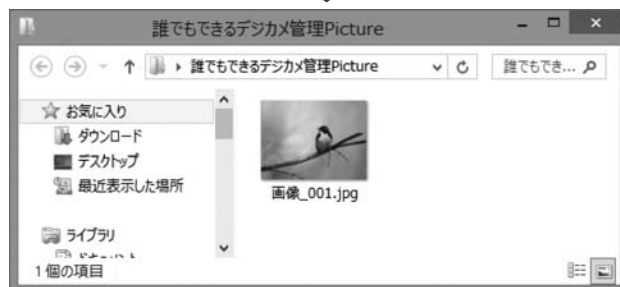 誰でもできるデジカメ管理Picture
誰でもできるデジカメ管理Picture
誰でもでき...
お気に入り
ダウンロード
デスクトップ
最近表示した場所
画像_001.jpg
ライブラリ
1 個の項目